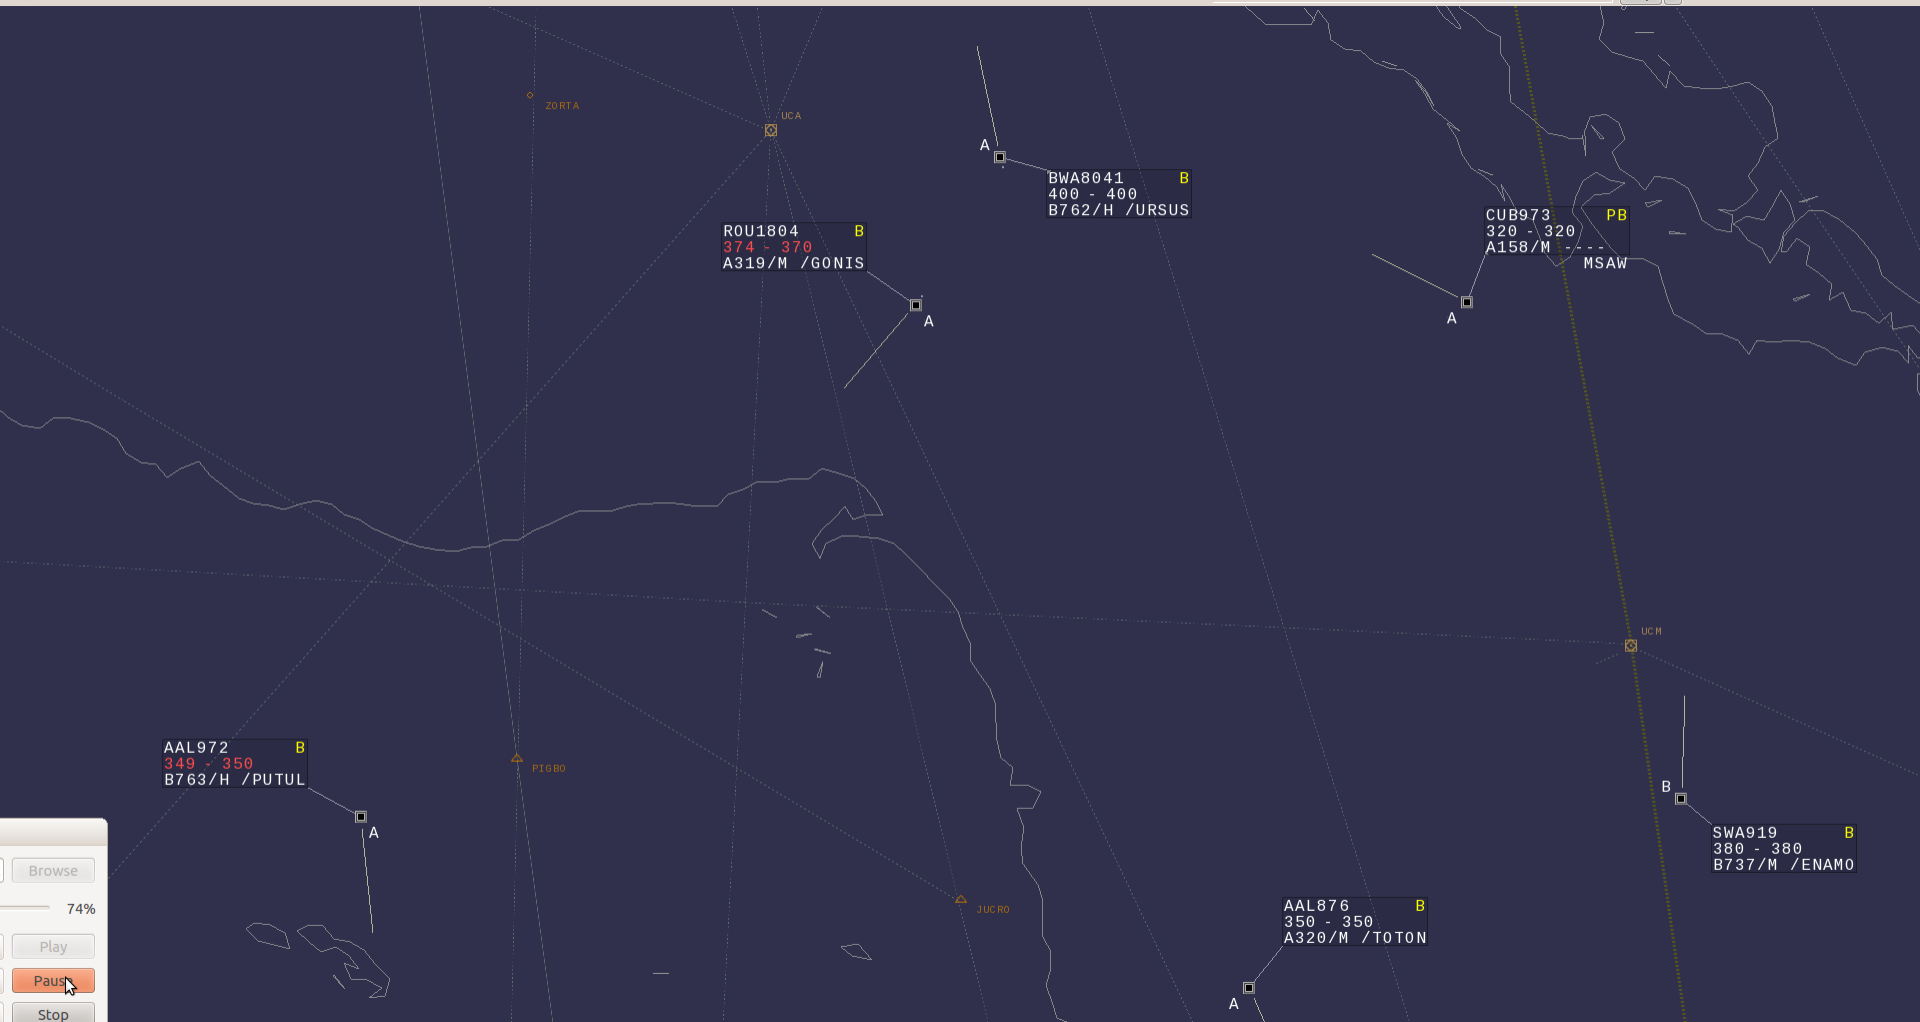 ZORTA
UCA
A
BWA8041 B
400 - 400
B762/H /URSUS
ROU1804 B
374 - 370
A319/M /GONIS
A
CUB973 PB
320 - 320
A158/M ----
MSAW
A
UCM
AAL972 B
349 - 350
B763/H /PUTUL
A
PIGBO
B
SWA919 B
380 - 380
B737/M /ENAMO
JUCRO
AAL876 B
350 - 350
A320/M /TOTON
A
Browse
74%
Play
Paus
Stop